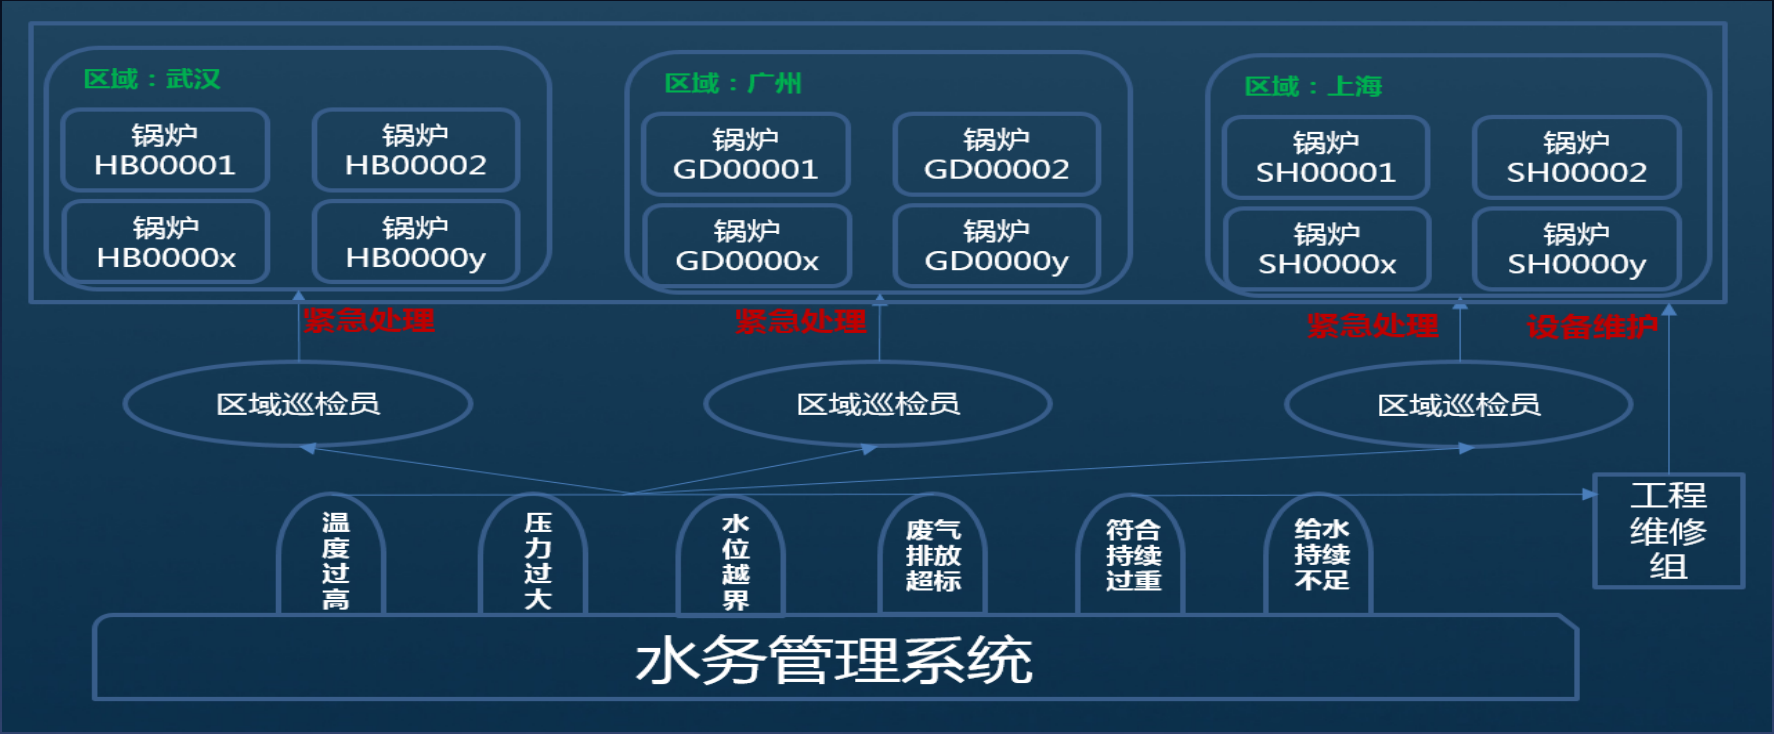 区域：武汉
锅炉
HB00001
锅炉
HB00002
锅炉
HB0000x
锅炉
HB0000y
区域：广州
锅炉
GD00001
锅炉
GD00002
锅炉
GD0000x
锅炉
GD0000y
区域：上海
锅炉
SH00001
锅炉
SH00002
锅炉
SH0000x
锅炉
SH0000y
紧急处理
紧急处理
紧急处理
设备维护
区域巡检员
区域巡检员
区域巡检员
工程
维修
组
温
度
过
高
压
力
过
大
水
位
越
界
废气
排放
超标
符合
持续
过重
给水
持续
不足
水务管理系统